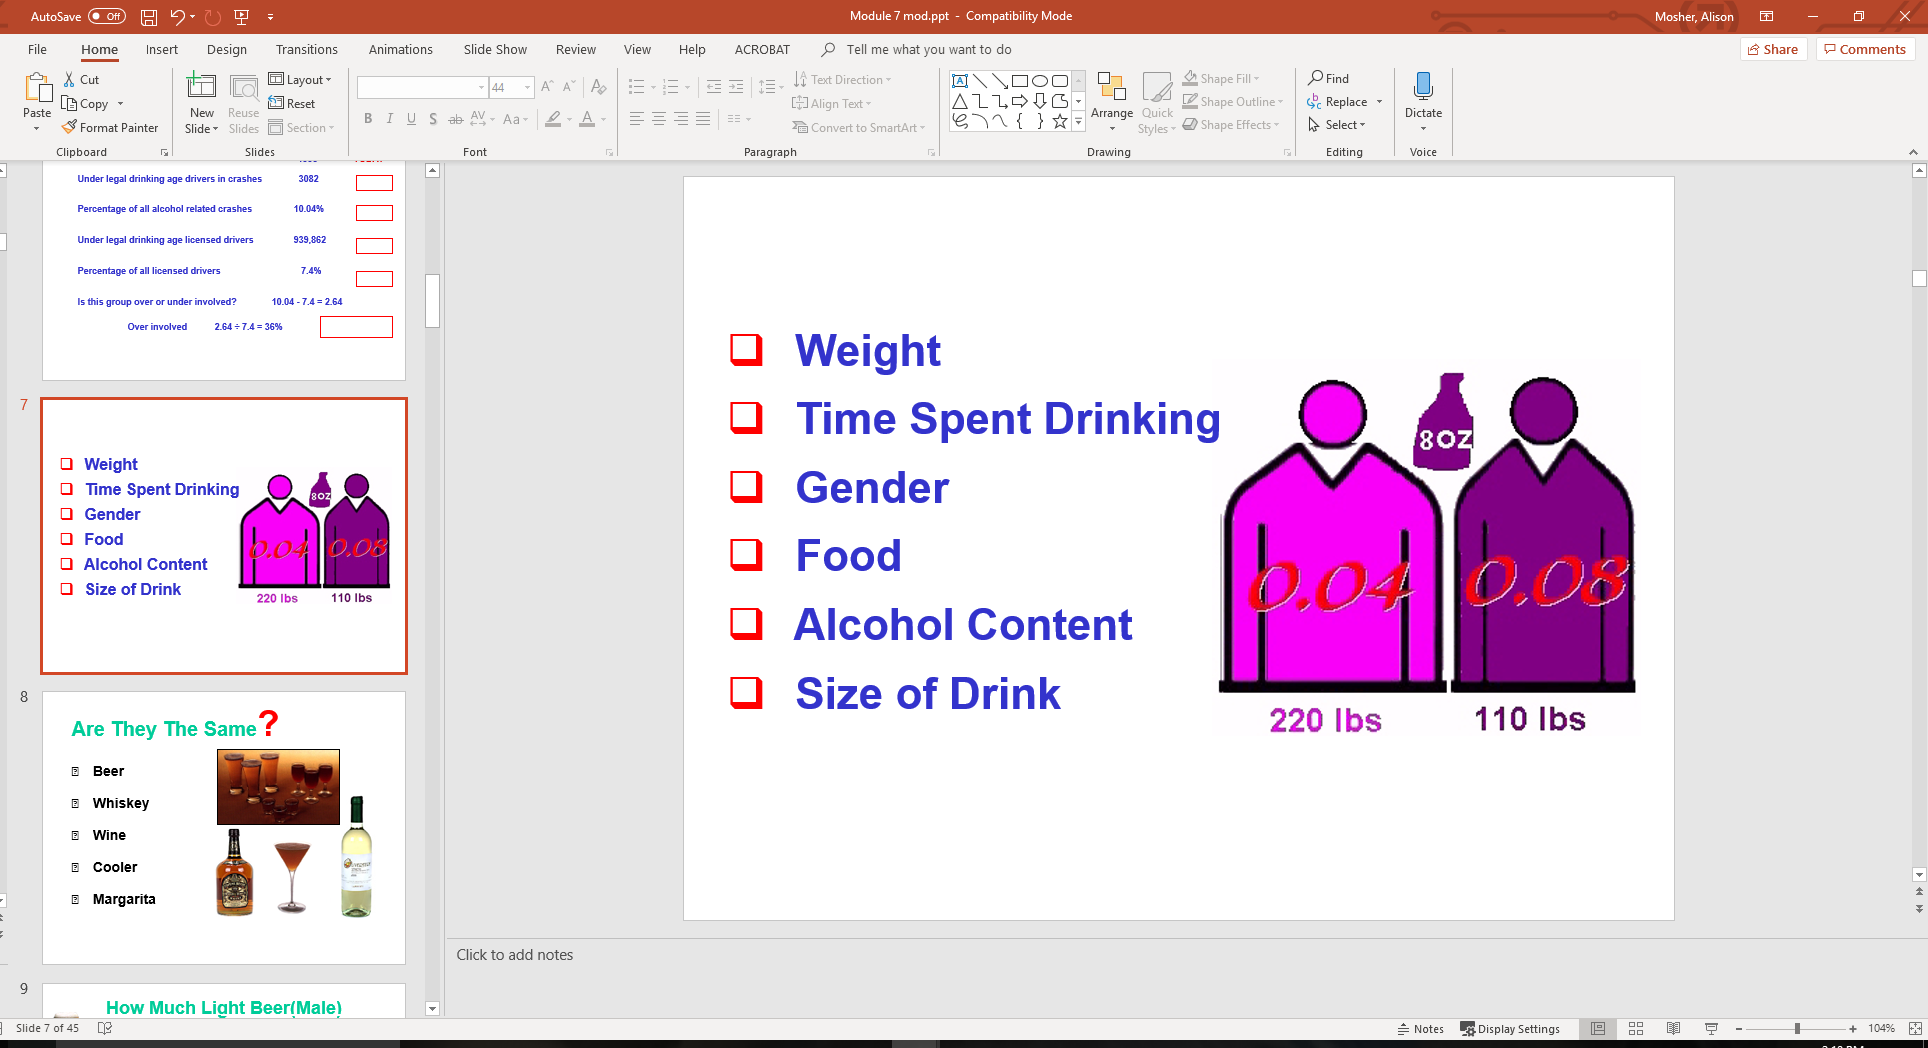 AutoSave Off
Module 7 mod.ppt - Compatibility Mode
Mosher, Alison
File Home Insert Design Transitions Animations Slide Show Review View Help ACROBAT Tell me what you want to do
Share Comments
Paste
Cut
Copy
Format Painter
Clipboard
New Slide
Reuse Slides
Layout
Reset
Section
Slides
44
B I U S ab AV Aa A
Font
Text Direction
Align Text
Convert to SmartArt
Paragraph
Arrange
Quick Styles
Shape Fill
Shape Outline
Shape Effects
Drawing
Find
Replace
Select
Editing
Dictate
Voice
Under legal drinking age drivers in crashes 3082
Percentage of all alcohol related crashes 10.04%
Under legal drinking age licensed drivers 939,862
Percentage of all licensed drivers 7.4%
Is this group over or under involved? 10.04 - 7.4 = 2.64
Over involved 2.64 ÷ 7.4 = 36%
7
Weight
Time Spent Drinking
Gender
Food
Alcohol Content
Size of Drink
8OZ
0.04 0.08
220 lbs 110 lbs
8
Are They The Same?
Beer
Whiskey
Wine
Cooler
Margarita
9
How Much Light Beer(Male)
Weight
Time Spent Drinking
Gender
Food
Alcohol Content
Size of Drink
8OZ
0.04 0.08
220 lbs 110 lbs
Click to add notes
Slide 7 of 45
Notes Display Settings
104%